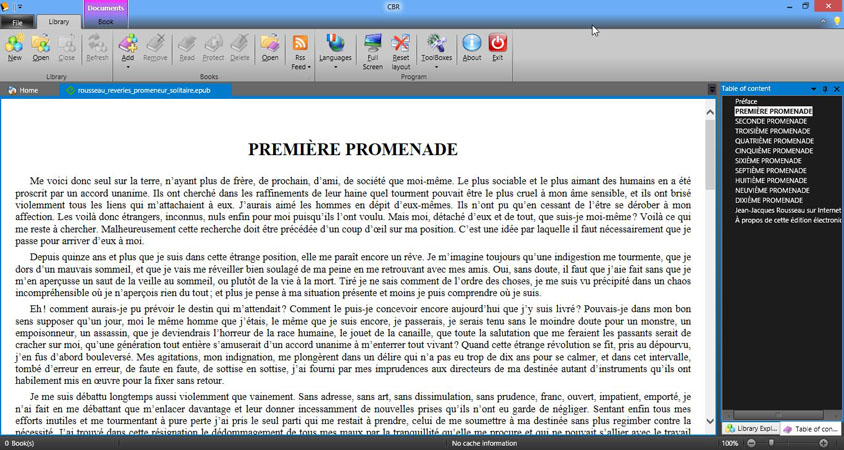 Documents
CBR
File
Library
Book
New
Open
Close
Refresh
Add
Remove
Read
Protect
Delete
Open
Rss
Feed
Languages
Full
Screen
Reset
layout
ToolBoxes
About
Exit
Library
Books
Program
Home
rousseau_reveries_promeneur_solitaire.epub
PREMIÈRE PROMENADE
Me voici donc seul sur la terre, n’ayant plus de frère, de prochain, d’ami, de société que moi-même. Le plus sociable et le plus aimant des humains en a été
proscrit par un accord unanime. Ils ont cherché dans les raffinements de leur haine quel tourment pouvait être le plus cruel à mon âme sensible, et ils ont brisé
violemment tous les liens qui m’attachaient à eux. J’aurais aimé les hommes en dépit d’eux-mêmes. Ils n’ont pu qu’en cessant de l’être se dérober à mon
affection. Les voilà donc étrangers, inconnus, nuls enfin pour moi puisqu’ils l’ont voulu. Mais moi, détaché d’eux et de tout, que suis-je moi-même ? Voilà ce qui
me reste à chercher. Malheureusement cette recherche doit être précédée d’un coup d’œil sur ma position. C’est une idée par laquelle il faut nécessairement que je
passe pour arriver d’eux à moi.
Depuis quinze ans et plus que je suis dans cette étrange position, elle me paraît encore un rêve. Je m’imagine toujours qu’une indigestion me tourmente, que je
dors d’un mauvais sommeil, et que je vais me réveiller bien soulagé de ma peine en me retrouvant avec mes amis. Oui, sans doute, il faut que j’aie fait sans que je
m’en aperçusse un saut de la veille au sommeil, ou plutôt de la vie à la mort. Tiré je ne sais comment de l’ordre des choses, je me suis vu précipité dans un chaos
incompréhensible où je n’aperçois rien du tout ; et plus je pense à ma situation présente et moins je puis comprendre où je suis.
Eh ! comment aurais-je pu prévoir le destin qui m’attendait ? Comment le puis-je concevoir encore aujourd’hui que j’y suis livré ? Pouvais-je dans mon bon
sens supposer qu’un jour, moi le même homme que j’étais, le même que je suis encore, je passerais, je serais tenu sans le moindre doute pour un monstre, un
empoisonneur, un assassin, que je deviendrais l’horreur de la race humaine, le jouet de la canaille, que toute la salutation que me feraient les passants serait de
cracher sur moi, qu’une génération tout entière s’amuserait d’un accord unanime à m’enterrer tout vivant ? Quand cette étrange révolution se fit, pris au dépourvu,
j’en fus d’abord bouleversé. Mes agitations, mon indignation, me plongèrent dans un délire qui n’a pas eu trop de dix ans pour se calmer, et dans cet intervalle,
tombé d’erreur en erreur, de faute en faute, de sottise en sottise, j’ai fourni par mes imprudences aux directeurs de ma destinée autant d’instruments qu’ils ont
habilement mis en œuvre pour la fixer sans retour.
Je me suis débattu longtemps aussi violemment que vainement. Sans adresse, sans art, sans dissimulation, sans prudence, franc, ouvert, impatient, emporté, je
n’ai fait en me débattant que m’enlacer davantage et leur donner incessamment de nouvelles prises qu’ils n’ont eu garde de négliger. Sentant enfin tous mes
efforts inutiles et me tourmentant à pure perte j’ai pris le seul parti qui me restait à prendre, celui de me soumettre à ma destinée sans plus regimber contre la
nécessité. J’ai trouvé dans cette résignation le dédommagement de tous mes maux par la tranquillité qu’elle me procure et qui ne pouvait s’allier avec le travail
Table of content
Préface
PREMIÈRE PROMENADE
SECONDE PROMENADE
TROISIÈME PROMENADE
QUATRIÈME PROMENADE
CINQUIÈME PROMENADE
SIXIÈME PROMENADE
SEPTIÈME PROMENADE
HUITIÈME PROMENADE
NEUVIÈME PROMENADE
DIXIÈME PROMENADE
Jean-Jacques Rousseau sur Internet
À propos de cette édition électroni
Library Expl...
Table of con...
0 Book(s)
No cache information
100%